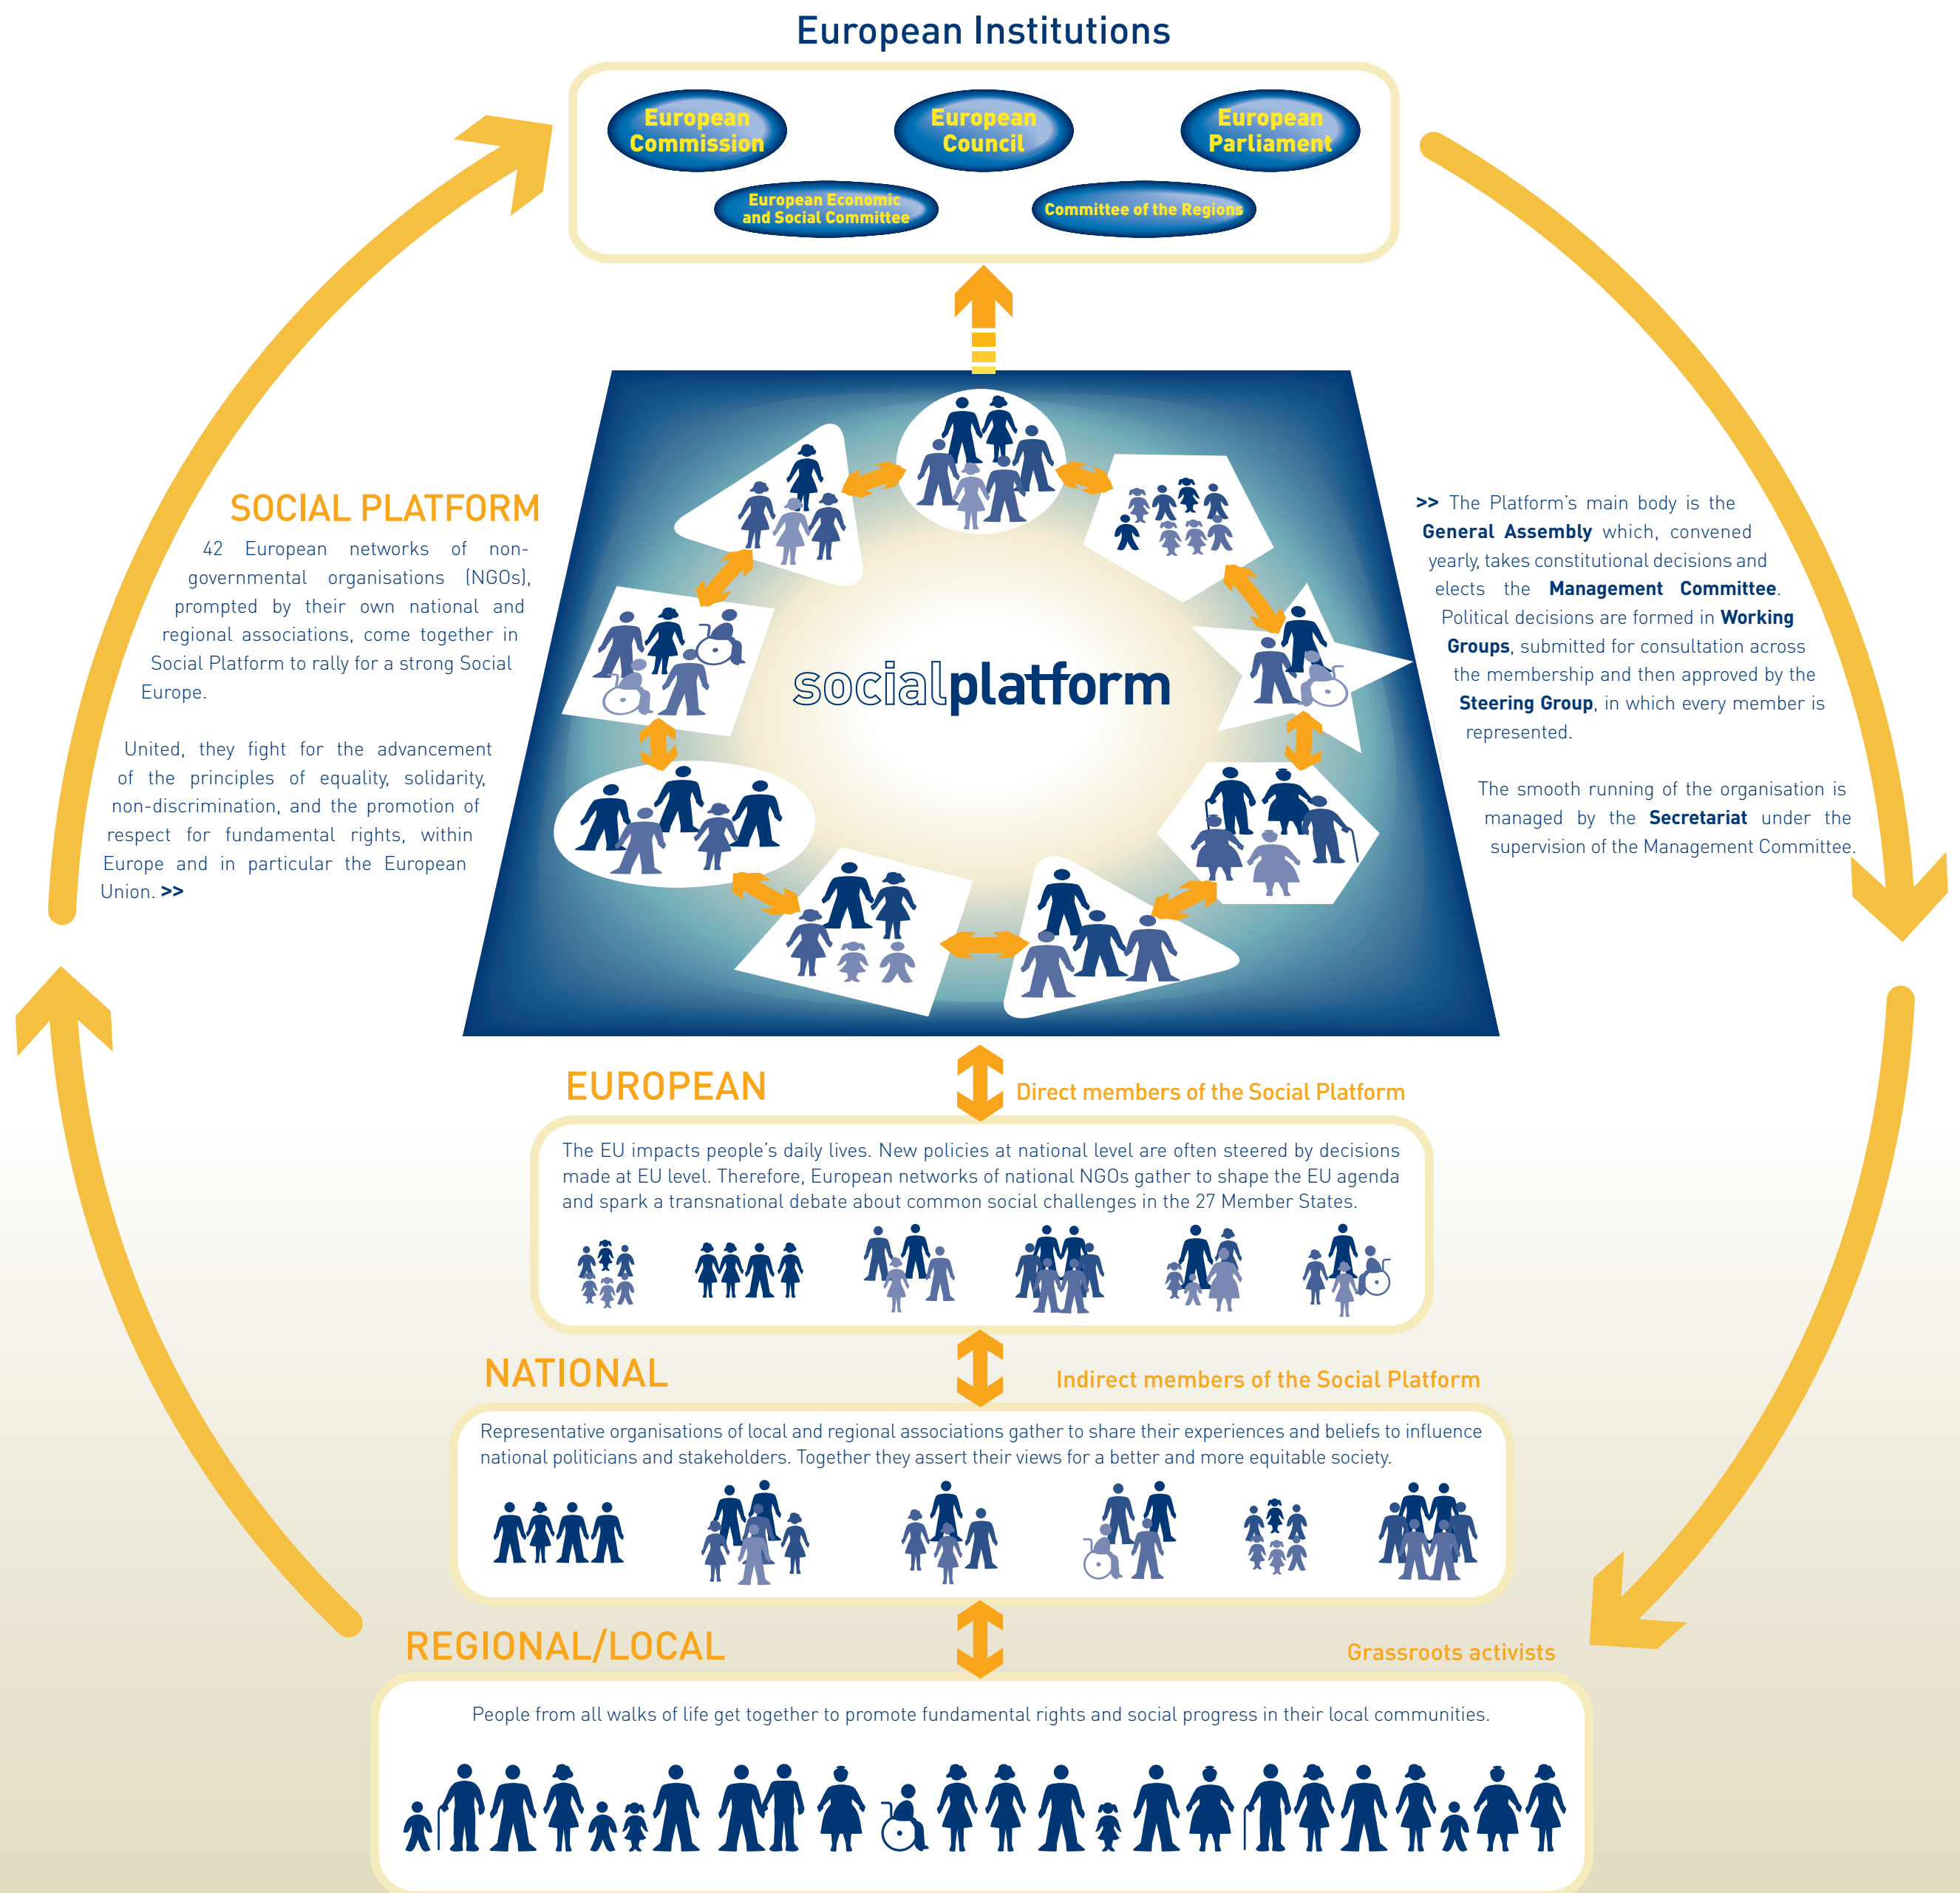 European Institutions
European
Commission
European
Council
European
Parliament
European Economic
and Social Committee
Committee of the Regions
SOCIAL PLATFORM
42 European networks of non-
governmental organisations (NGOs),
prompted by their own national and
regional associations, come together in
Social Platform to rally for a strong Social
Europe.
United, they fight for the advancement
of the principles of equality, solidarity,
non-discrimination, and the promotion of
respect for fundamental rights, within
Europe and in particular the European
Union. >>
socialplatform
>> The Platform's main body is the
General Assembly which, convened
yearly, takes constitutional decisions and
elects the Management Committee.
Political decisions are formed in Working
Groups, submitted for consultation across
the membership and then approved by the
Steering Group, in which every member is
represented.
The smooth running of the organisation is
managed by the Secretariat under the
supervision of the Management Committee.
EUROPEAN
Direct members of the Social Platform
The EU impacts people's daily lives. New policies at national level are often steered by decisions
made at EU level. Therefore, European networks of national NGOs gather to shape the EU agenda
and spark a transnational debate about common social challenges in the 27 Member States.
NATIONAL
Indirect members of the Social Platform
Representative organisations of local and regional associations gather to share their experiences and beliefs to influence
national politicians and stakeholders. Together they assert their views for a better and more equitable society.
REGIONAL/LOCAL
Grassroots activists
People from all walks of life get together to promote fundamental rights and social progress in their local communities.